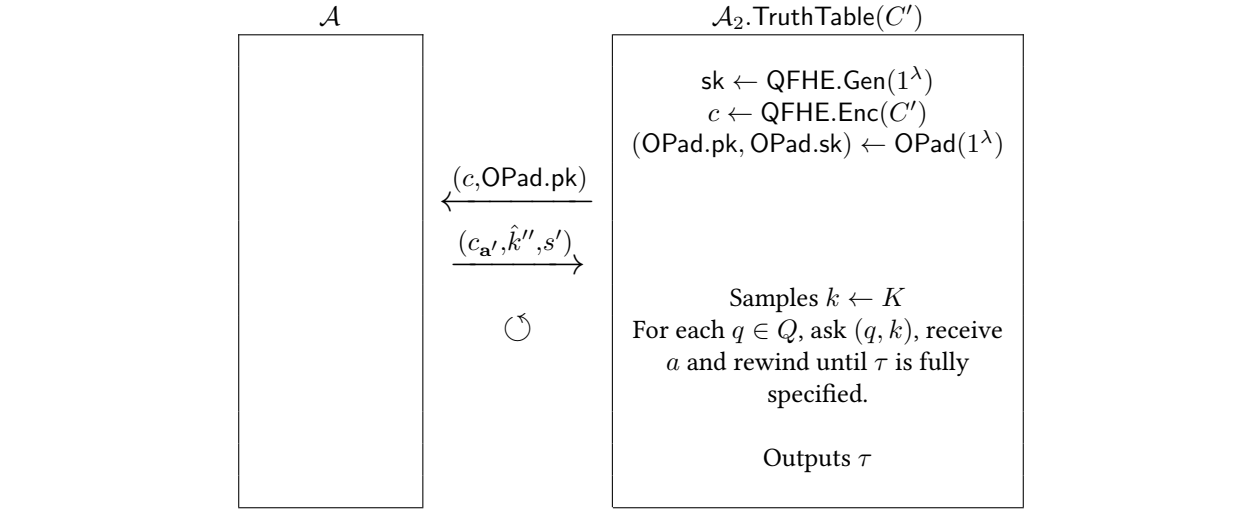 𝒜
𝒜₂.TruthTable(C′)
sk ← QFHE.Gen(1^λ)
c ← QFHE.Enc(C′)
(OPad.pk, OPad.sk) ← OPad(1^λ)
(c,OPad.pk)
(c_𝐚′,k̂″,s′)
Samples k ← K
For each q ∈ Q, ask (q, k), receive
a and rewind until τ is fully
specified.
Outputs τ